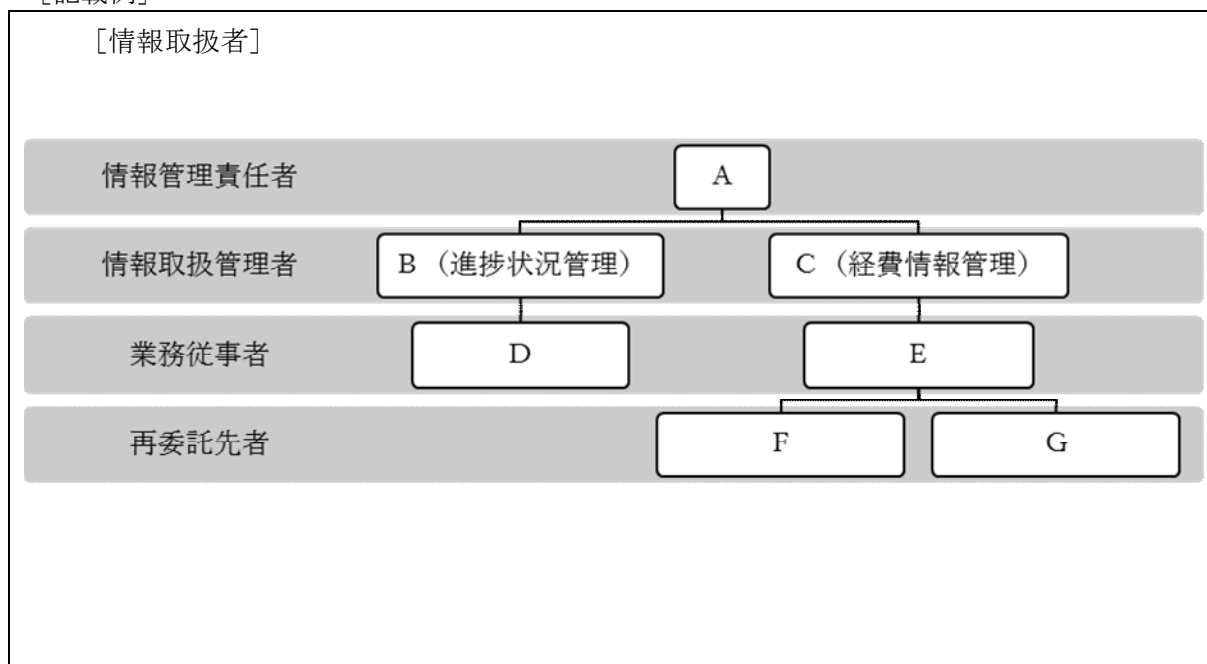 ［記載例］
［情報取扱者］
情報管理責任者 A
情報取扱管理者 B （進捗状況管理） C （経費情報管理）
業務従事者 D E
再委託先者 F G